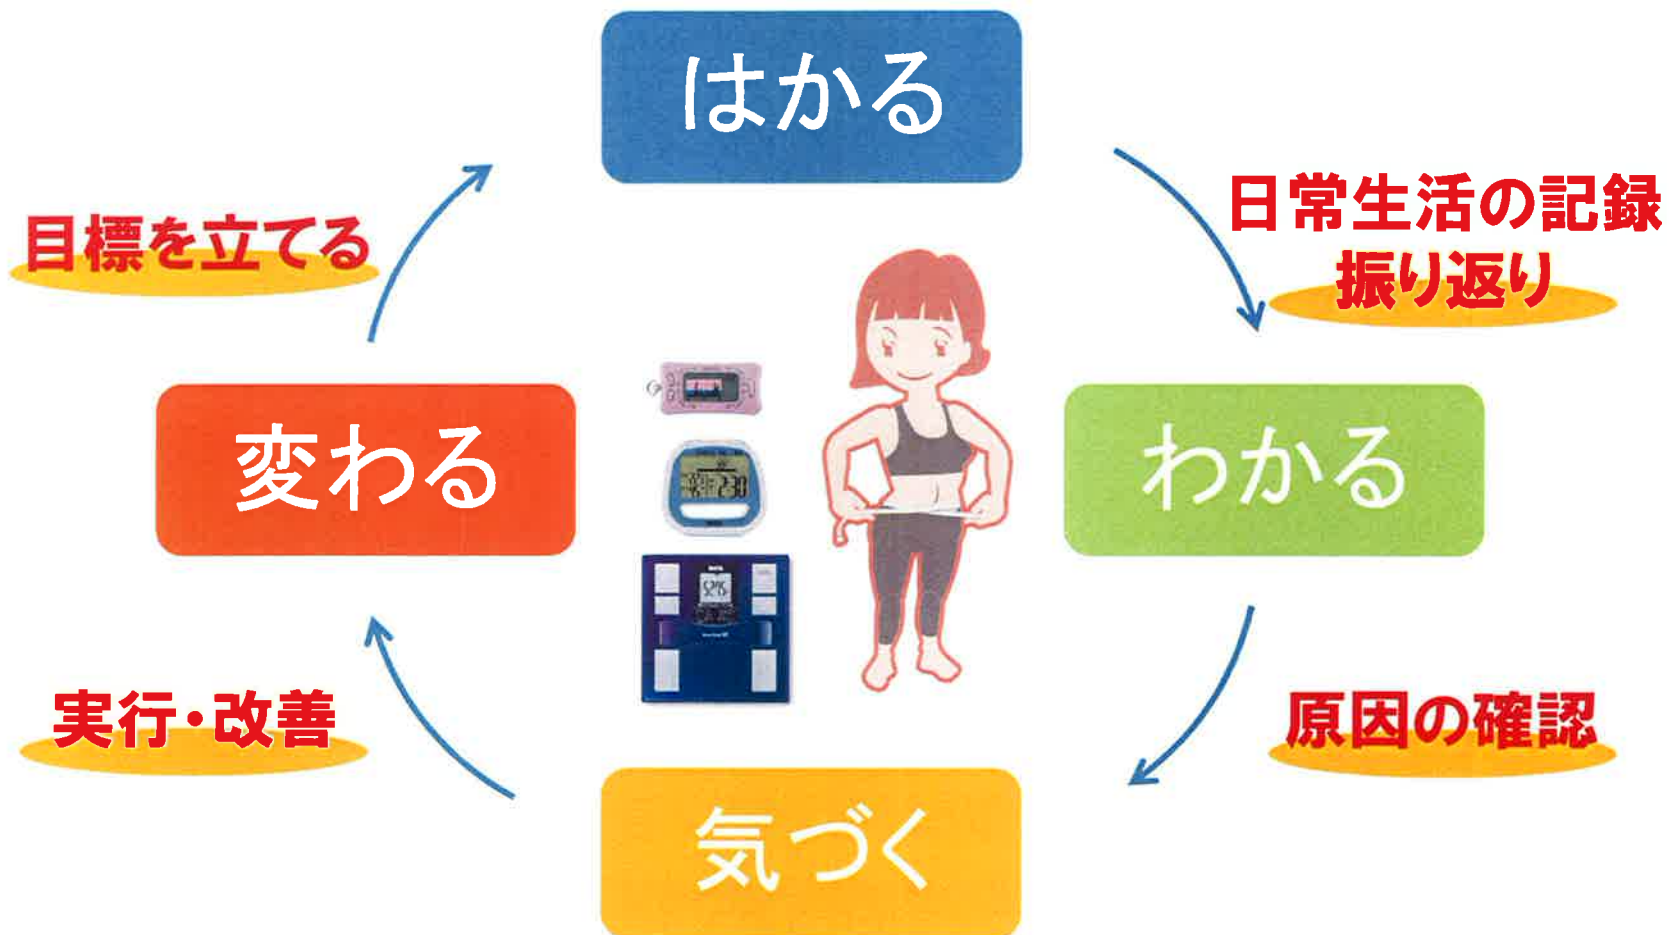 はかる
日常生活の記録
振り返り
わかる
原因の確認
気づく
実行・改善
変わる
目標を立てる